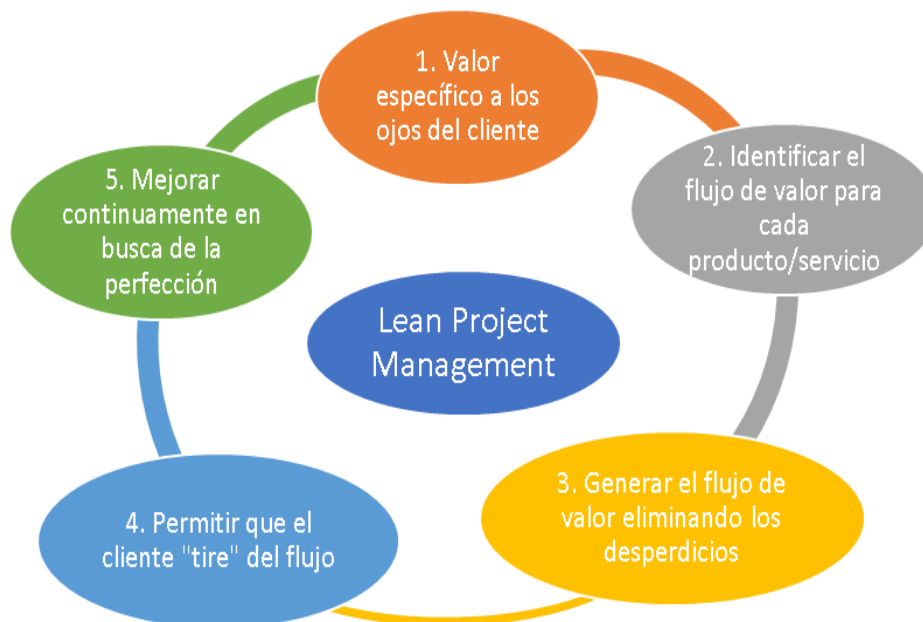 1. Valor
específico a los
ojos del cliente
2. Identificar el
flujo de valor para
cada
producto/servicio
3. Generar el flujo de
valor eliminando los
desperdicios
4. Permitir que el
cliente "tire" del flujo
5. Mejorar
continuamente en
busca de la
perfección
Lean Project
Management